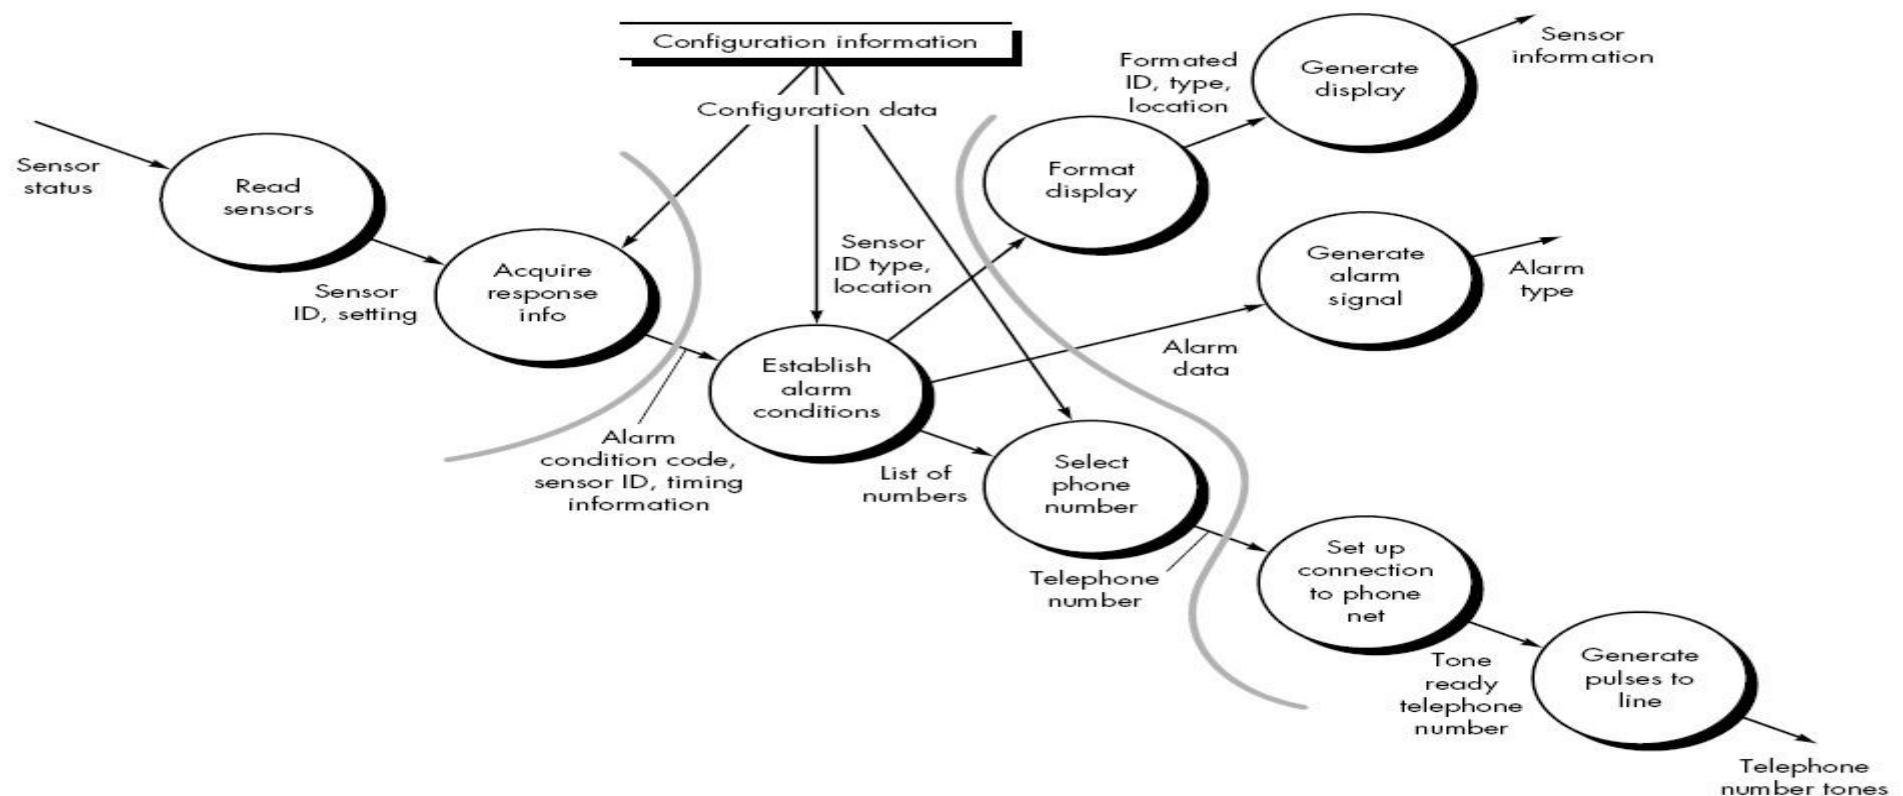 Configuration information
Configuration data
Sensor
status
Read
sensors
Sensor
ID, setting
Acquire
response
info
Alarm
condition code,
sensor ID, timing
information
Establish
alarm
conditions
Sensor
ID type,
location
Format
display
Formated
ID, type,
location
Generate
display
Sensor
information
Alarm
data
Generate
alarm
signal
Alarm
type
List of
numbers
Select
phone
number
Telephone
number
Set up
connection
to phone
net
Tone
ready
telephone
number
Generate
pulses to
line
Telephone
number tones